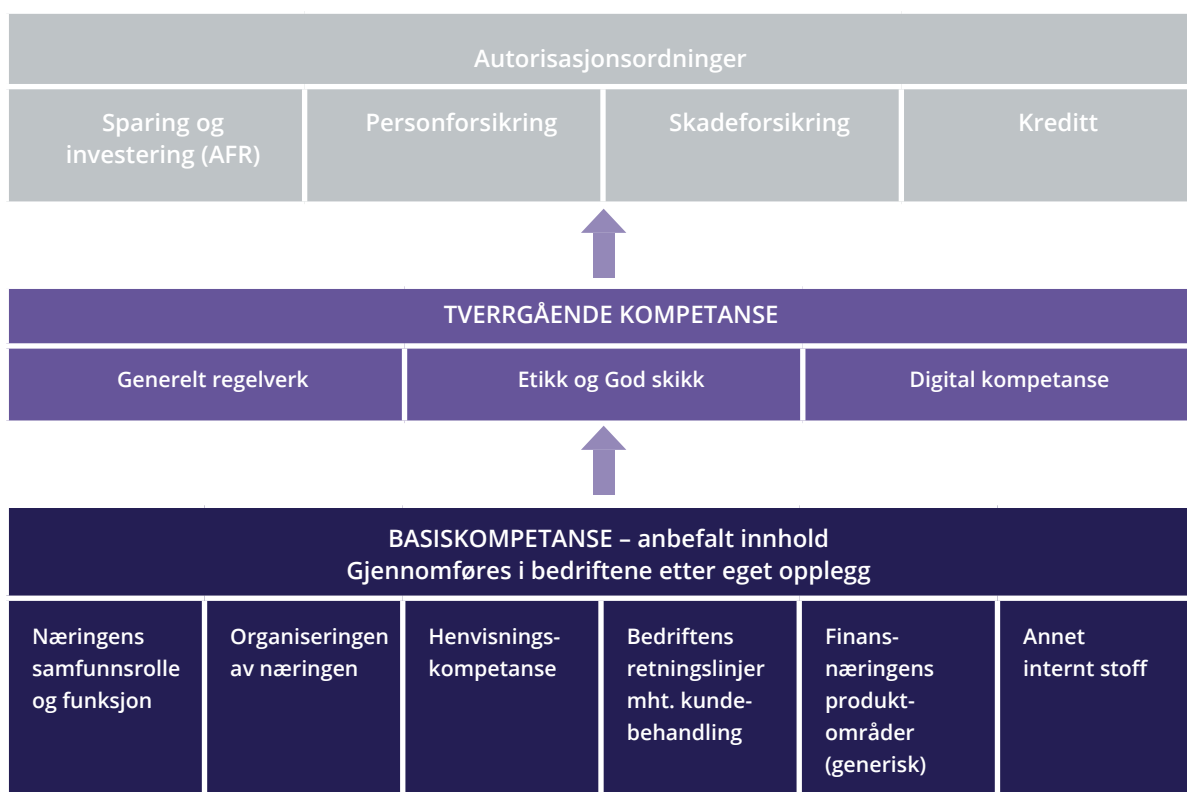 Autorisasjonsordninger
Sparing og
investering (AFR)
Personforsikring
Skadeforsikring
Kreditt
TVERRGÅENDE KOMPETANSE
Generelt regelverk
Etikk og God skikk
Digital kompetanse
BASISKOMPETANSE – anbefalt innhold
Gjennomføres i bedriftene etter eget opplegg
Næringens
samfunnsrolle
og funksjon
Organiseringen
av næringen
Henvisnings-
kompetanse
Bedriftens
retningslinjer
mht. kunde-
behandling
Finans-
næringens
produkt-
områder
(generisk)
Annet
internt stoff